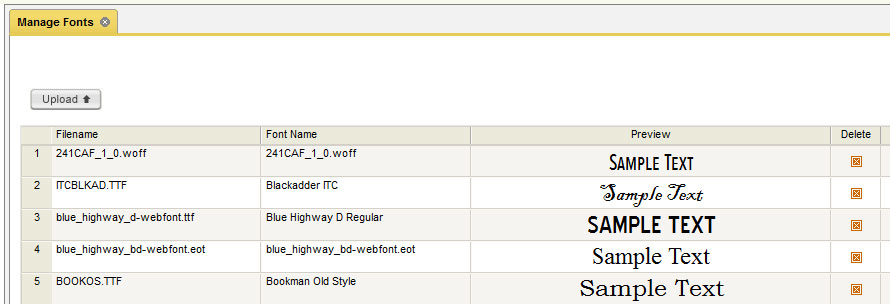 Manage Fonts
Upload
Filename Font Name Preview Delete
1 241CAF_1_0.woff 241CAF_1_0.woff SAMPLE TEXT
2 ITCBLKAD.TTF Blackadder ITC Sample Text
3 blue_highway_d-webfont.ttf Blue Highway D Regular SAMPLE TEXT
4 blue_highway_bd-webfont.eot blue_highway_bd-webfont.eot Sample Text
5 BOOKOS.TTF Bookman Old Style Sample Text